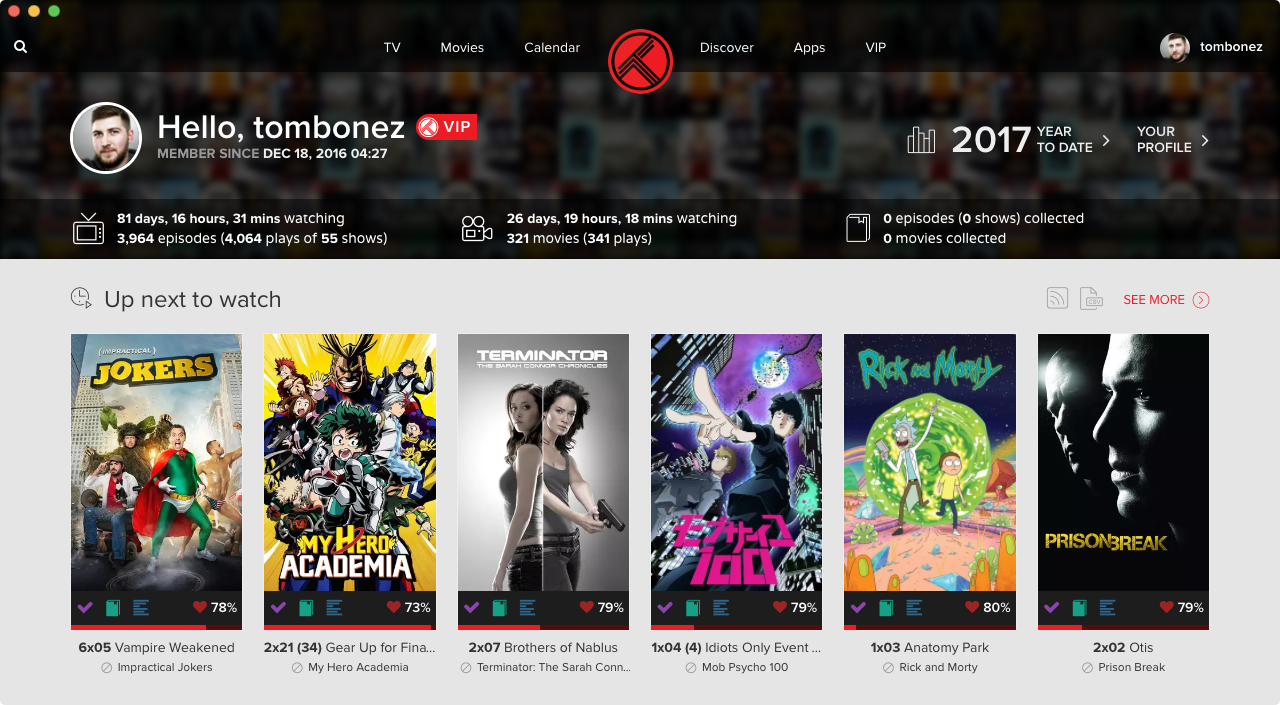 TV Movies Calendar Discover Apps VIP tombonez
Hello, tombonez VIP
MEMBER SINCE DEC 18, 2016 04:27
2017 YEAR
TO DATE
YOUR
PROFILE
81 days, 16 hours, 31 mins watching
3,964 episodes (4,064 plays of 55 shows)
26 days, 19 hours, 18 mins watching
321 movies (341 plays)
0 episodes (0 shows) collected
0 movies collected
Up next to watch
CSV
SEE MORE
(IMPRACTICAL)
JOKERS
78%
6x05 Vampire Weakened
Impractical Jokers
MY HERO
ACADEMIA
73%
2x21 (34) Gear Up for Fina...
My Hero Academia
TERMINATOR
THE SARAH CONNOR CHRONICLES
79%
2x07 Brothers of Nablus
Terminator: The Sarah Conn...
モブサイコ
100
79%
1x04 (4) Idiots Only Event ...
Mob Psycho 100
Rick and Morty
80%
1x03 Anatomy Park
Rick and Morty
PRISON BREAK
79%
2x02 Otis
Prison Break